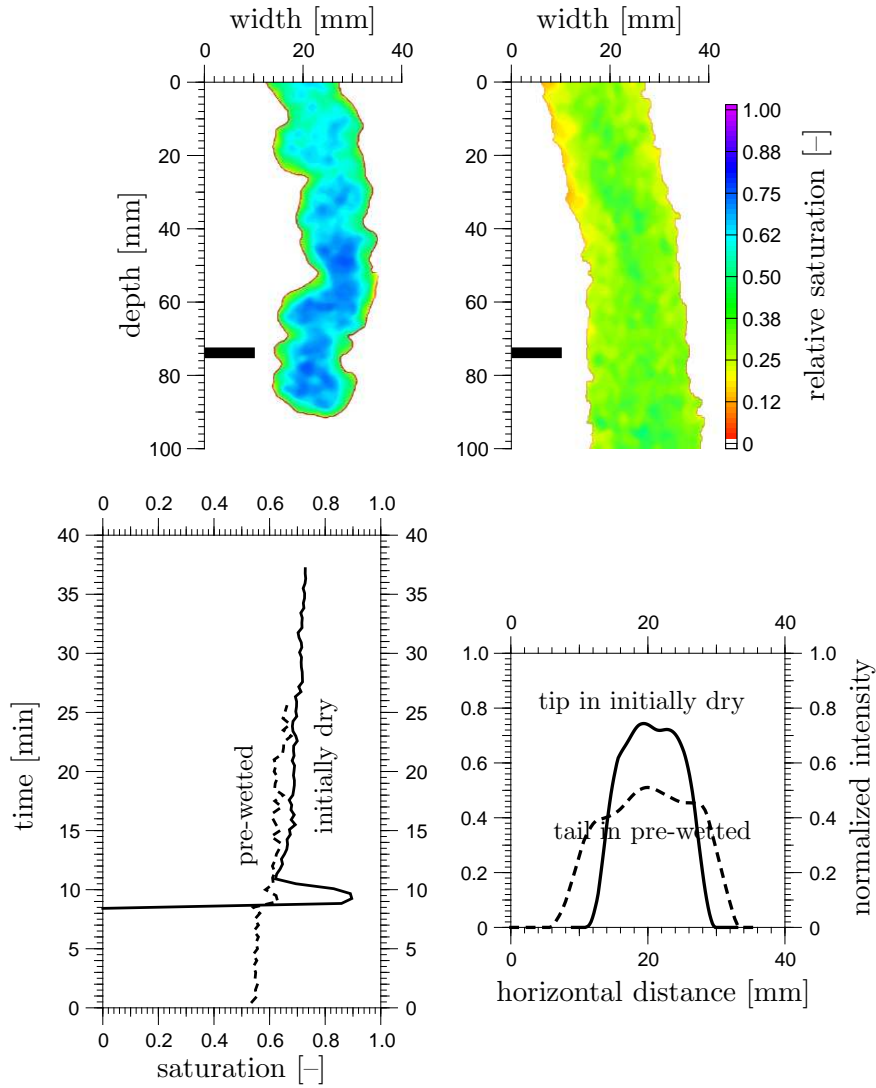 width [mm]
width [mm]
0 20 40
0 20 40
0
20
40
60
80
100
depth [mm]
0
20
40
60
80
100
1.00
0.88
0.75
0.62
0.50
0.38
0.25
0.12
0
relative saturation [–]
0 0.2 0.4 0.6 0.8 1.0
40
35
30
25
20
15
10
5
0
time [min]
pre-wetted
initially dry
40
35
30
25
20
15
10
5
0
0 0.2 0.4 0.6 0.8 1.0
saturation [–]
0 20 40
1.0
0.8
0.6
0.4
0.2
0
tip in initially dry
tail in pre-wetted
1.0
0.8
0.6
0.4
0.2
0
normalized intensity
0 20 40
horizontal distance [mm]